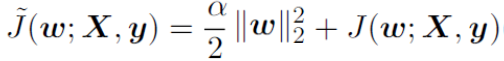 J̃(w; X, y) = α/2 ‖w‖₂² + J(w; X, y)